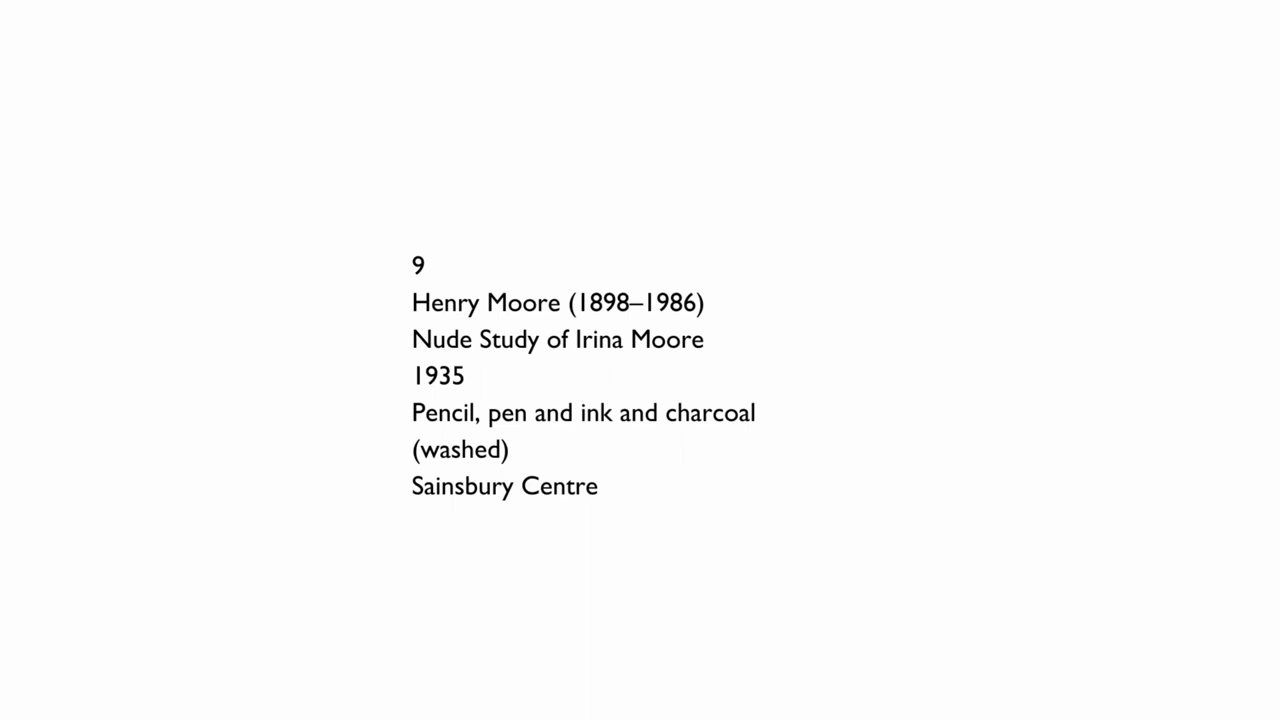 9
Henry Moore (1898–1986)
Nude Study of Irina Moore
1935
Pencil, pen and ink and charcoal
(washed)
Sainsbury Centre